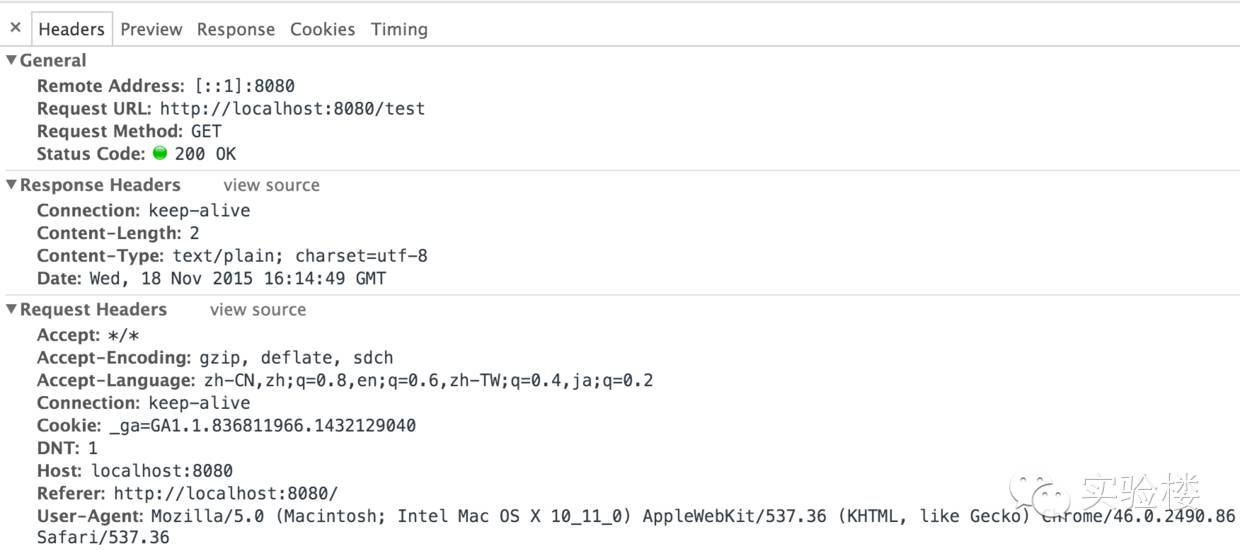 × Headers Preview Response Cookies Timing
▼General
Remote Address: [::1]:8080
Request URL: http://localhost:8080/test
Request Method: GET
Status Code: 200 OK
▼Response Headers view source
Connection: keep-alive
Content-Length: 2
Content-Type: text/plain; charset=utf-8
Date: Wed, 18 Nov 2015 16:14:49 GMT
▼Request Headers view source
Accept: */*
Accept-Encoding: gzip, deflate, sdch
Accept-Language: zh-CN,zh;q=0.8,en;q=0.6,zh-TW;q=0.4,ja;q=0.2
Connection: keep-alive
Cookie: _ga=GA1.1.836811966.1432129040
DNT: 1
Host: localhost:8080
Referer: http://localhost:8080/
实验楼
User-Agent: Mozilla/5.0 (Macintosh; Intel Mac OS X 10_11_0) AppleWebKit/537.36 (KHTML, like Gecko) Chrome/46.0.2490.86
Safari/537.36